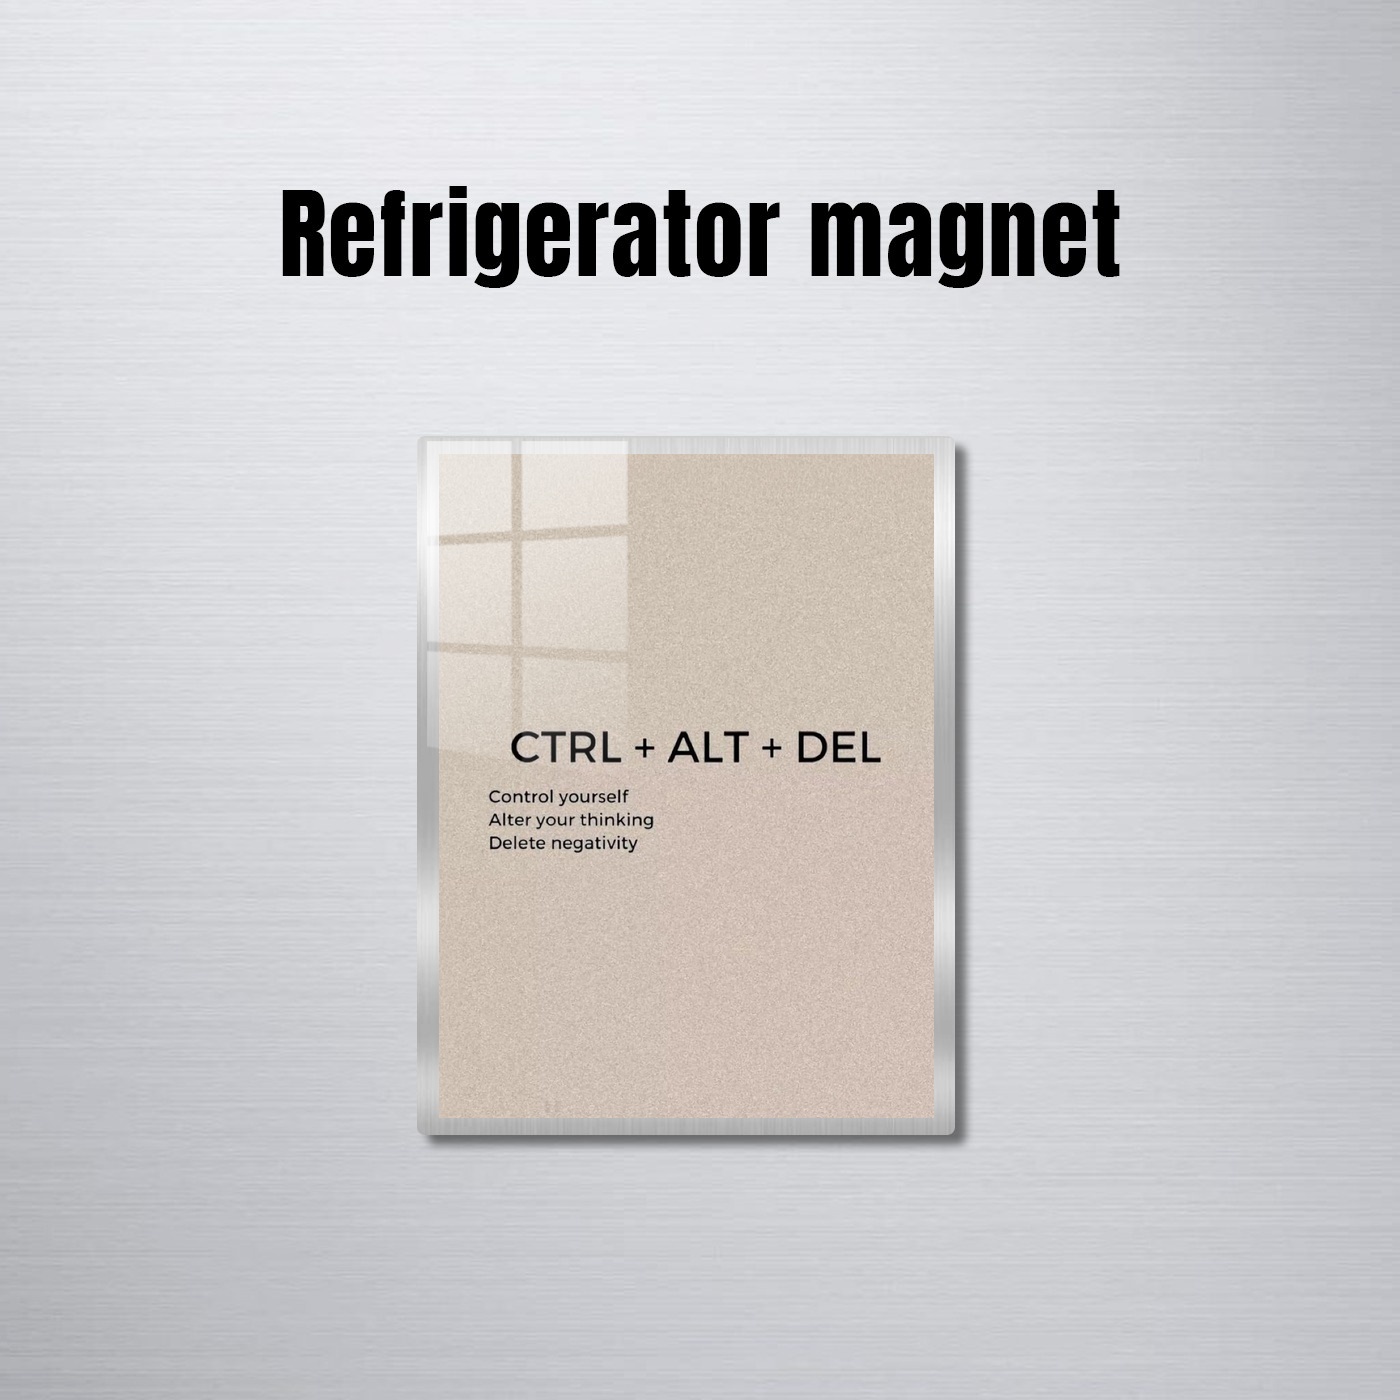 Refrigerator magnet
CTRL + ALT + DEL
Control yourself
Alter your thinking
Delete negativity